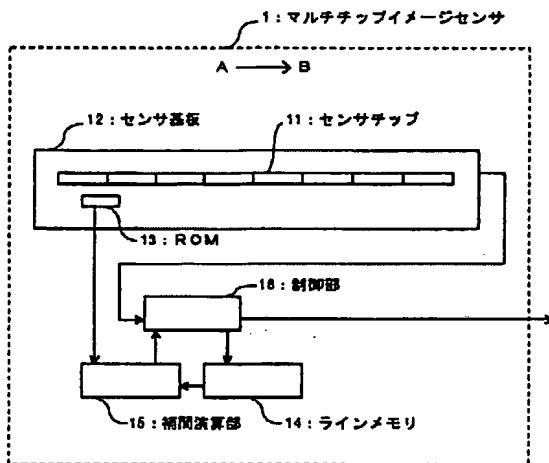 1：マルチチップイメージセンサ
A ―→ B
12：センサ基板
11：センサチップ
13：ROM
16：制御部
15：補間演算部
14：ラインメモリ